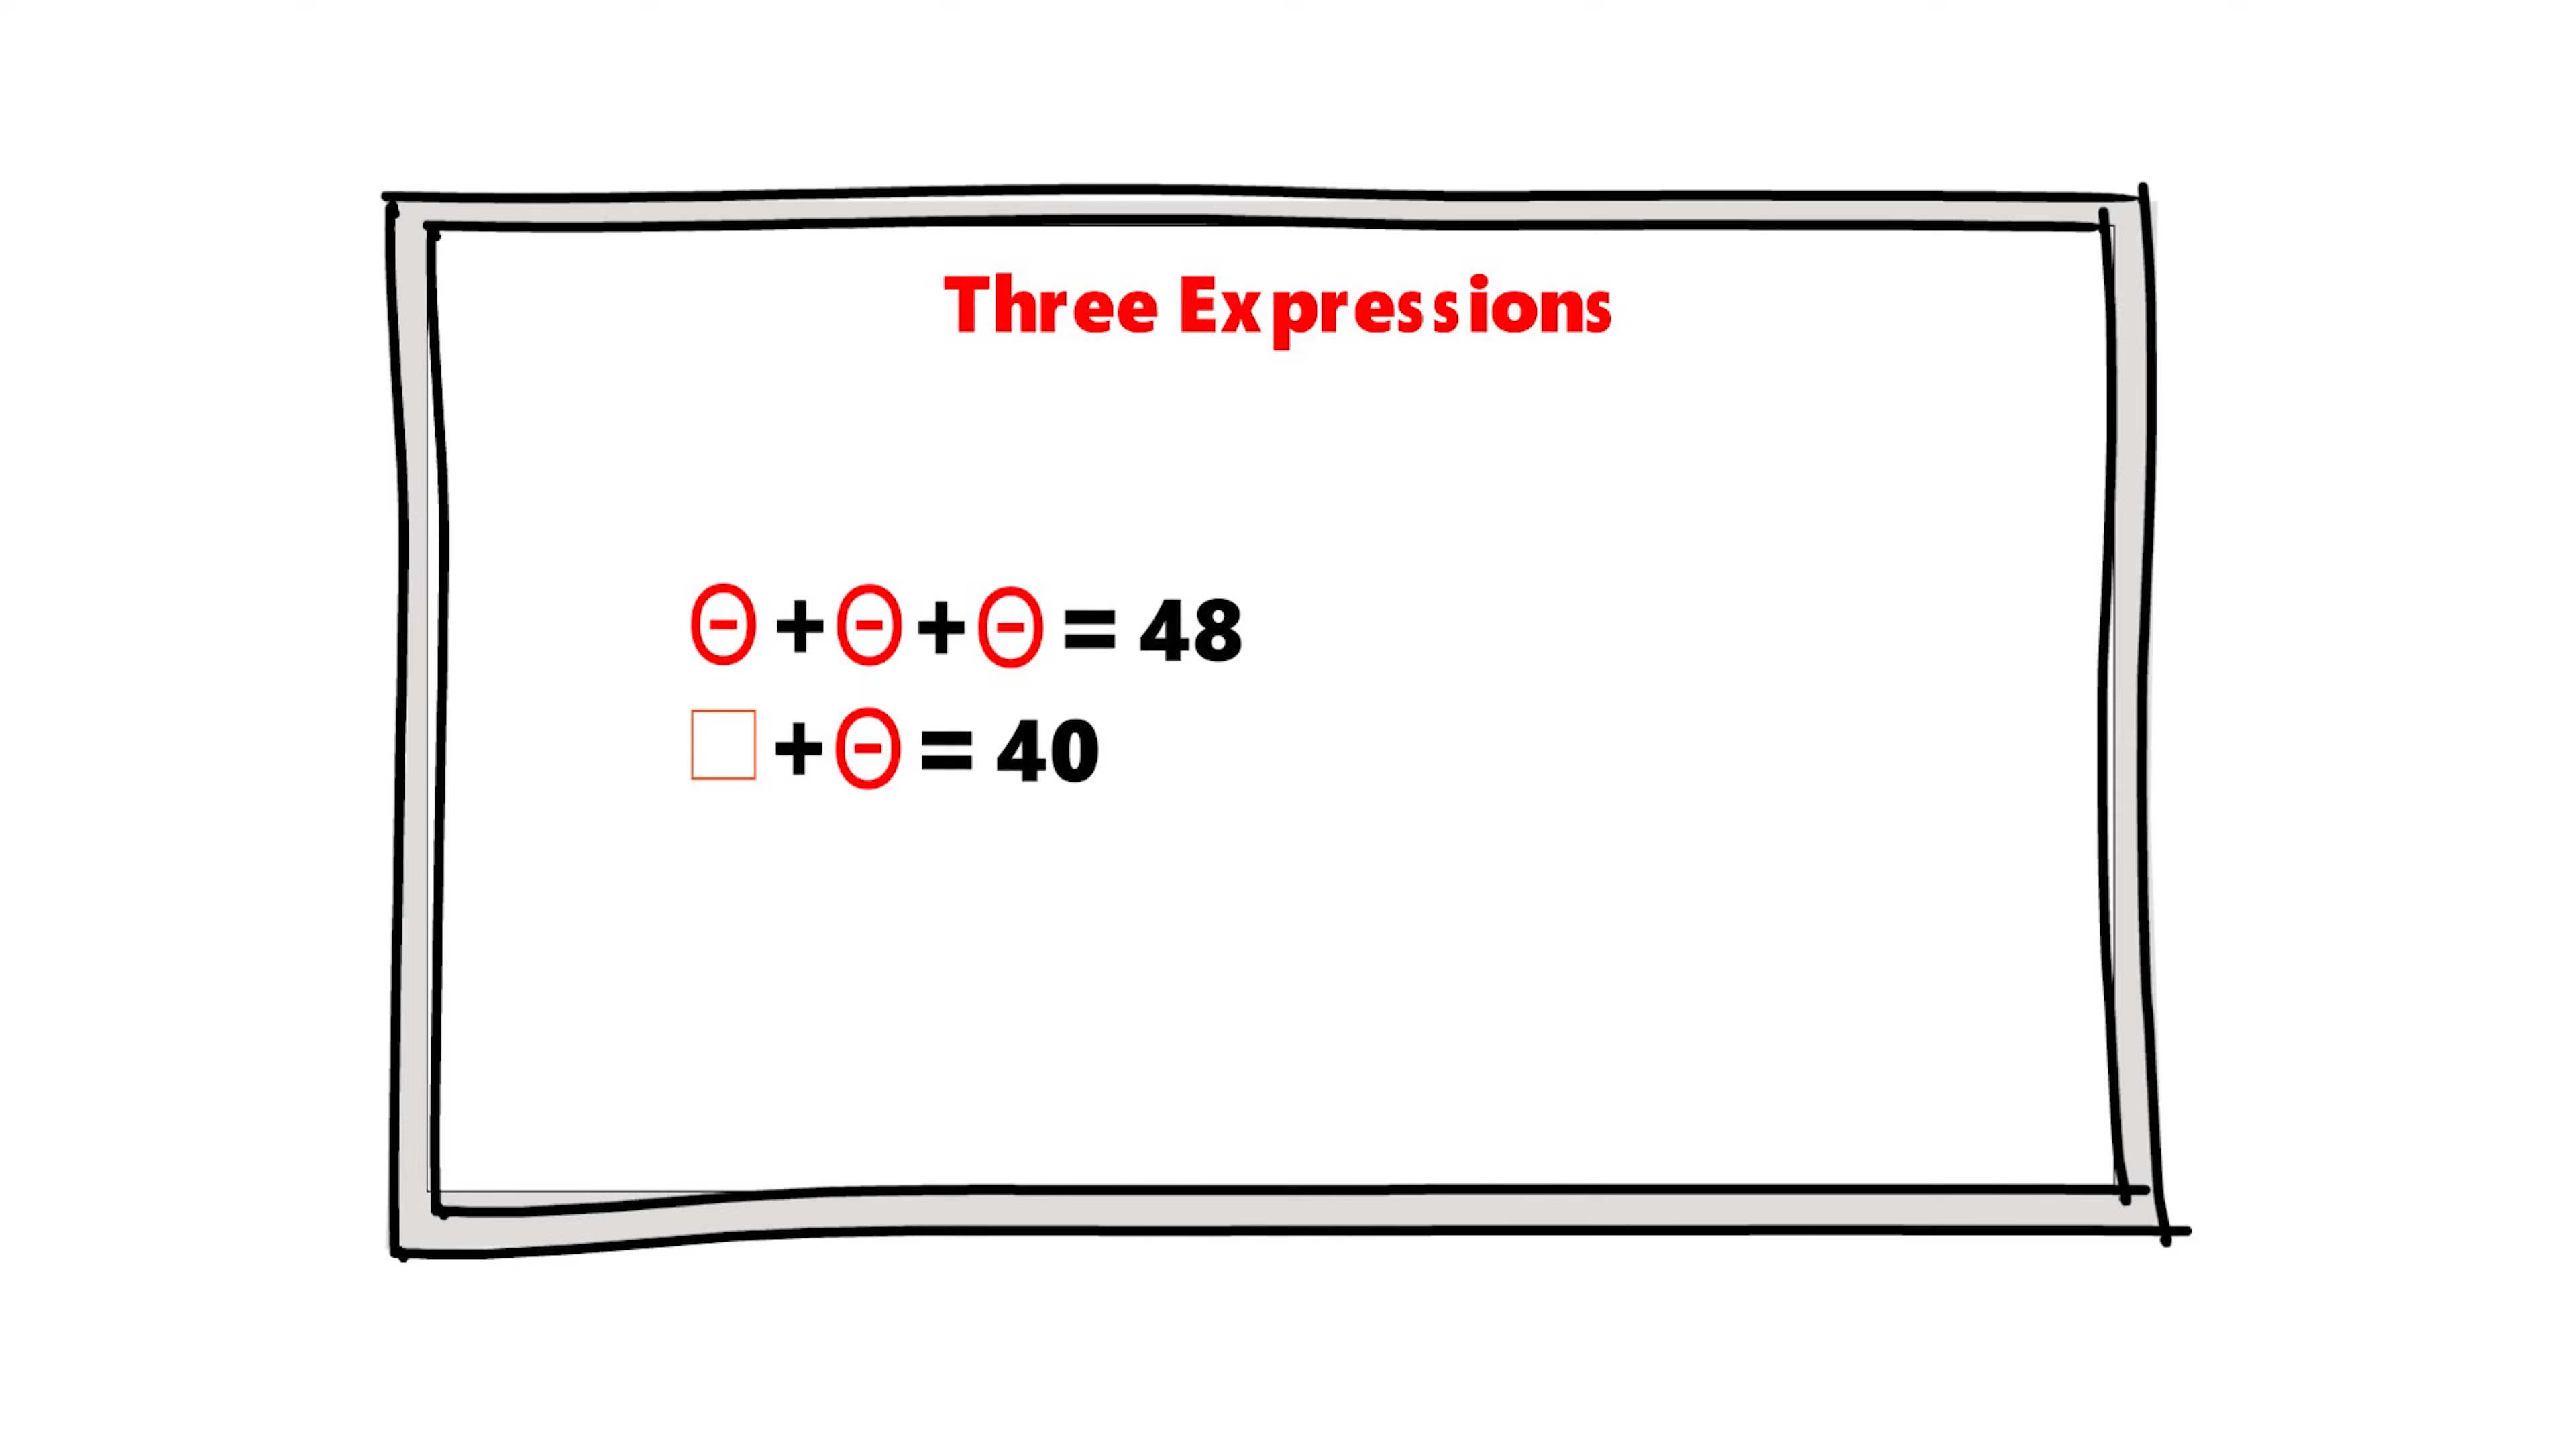 Three Expressions
Θ + Θ + Θ = 48
□ + Θ = 40